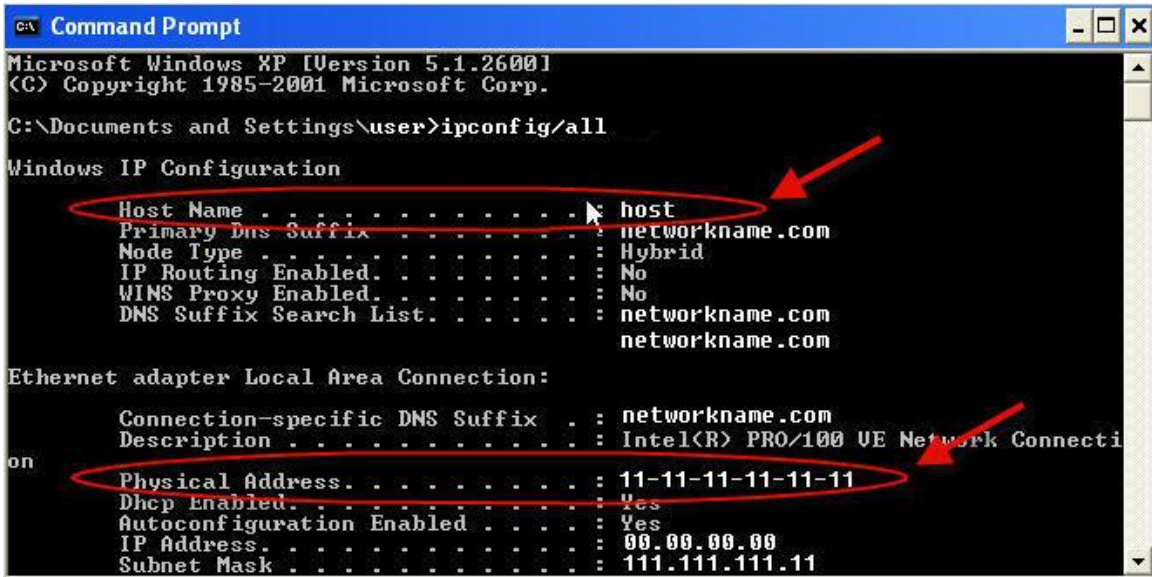 Command Prompt
Microsoft Windows XP [Version 5.1.2600]
(C) Copyright 1985-2001 Microsoft Corp.
C:\Documents and Settings\user>ipconfig/all
Windows IP Configuration
Host Name . . . . . . . . . . . . : host
Primary Dns Suffix . . . . . . . : networkname.com
Node Type . . . . . . . . . . . . : Hybrid
IP Routing Enabled. . . . . . . . : No
WINS Proxy Enabled. . . . . . . . : No
DNS Suffix Search List. . . . . . : networkname.com
networkname.com
Ethernet adapter Local Area Connection:
Connection-specific DNS Suffix . : networkname.com
Description . . . . . . . . . . . : Intel(R) PRO/100 VE Network Connecti
on
Physical Address. . . . . . . . . : 11-11-11-11-11-11
Dhcp Enabled. . . . . . . . . . . : Yes
Autoconfiguration Enabled . . . . : Yes
IP Address. . . . . . . . . . . . : 00.00.00.00
Subnet Mask . . . . . . . . . . . : 111.111.111.11